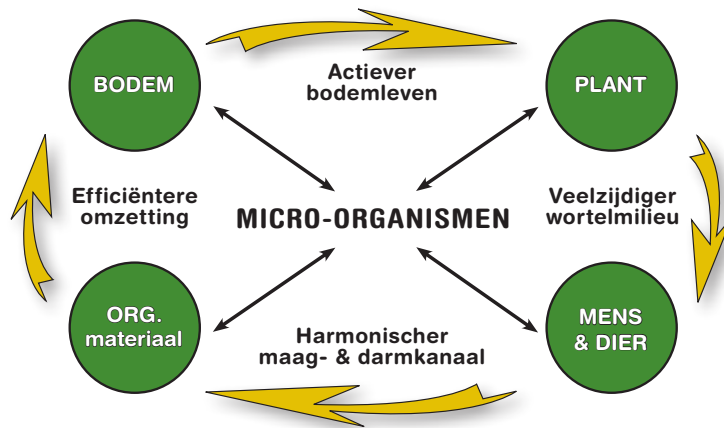 BODEM
Actiever
bodemleven
PLANT
Efficiëntere
omzetting
MICRO-ORGANISMEN
Veelzijdiger
wortelmilieu
ORG.
materiaal
Harmonischer
maag- & darmkanaal
MENS
& DIER